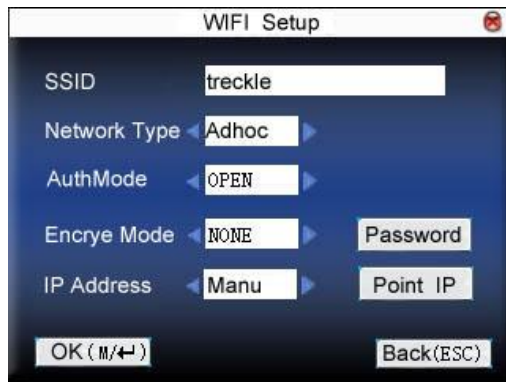 WIFI Setup
SSID treckle
Network Type Adhoc
AuthMode OPEN
Encrye Mode NONE Password
IP Address Manu Point IP
OK(M/↵) Back(ESC)